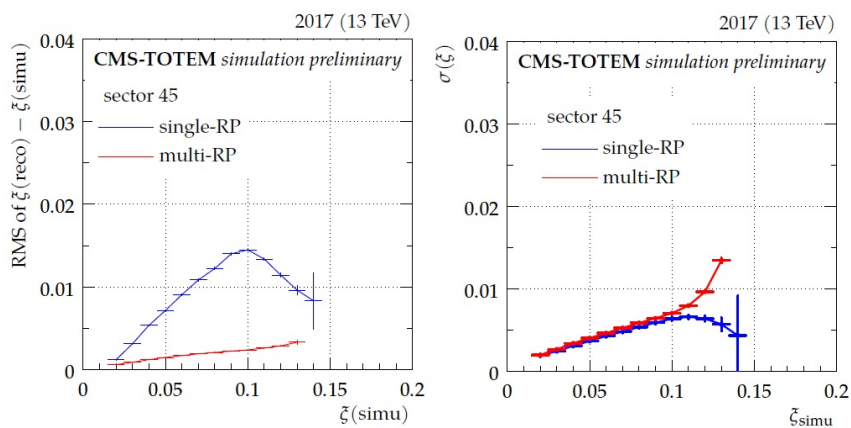 2017 (13 TeV)
RMS of ξ(reco) − ξ(simu)
0.04
0.03
0.02
0.01
0
CMS-TOTEM simulation preliminary
sector 45
single-RP
multi-RP
0
0.05
0.1
0.15
0.2
ξ(simu)
2017 (13 TeV)
σ(ξ)
0.04
0.03
0.02
0.01
0
CMS-TOTEM simulation preliminary
sector 45
single-RP
multi-RP
0
0.05
0.1
0.15
0.2
ξsimu